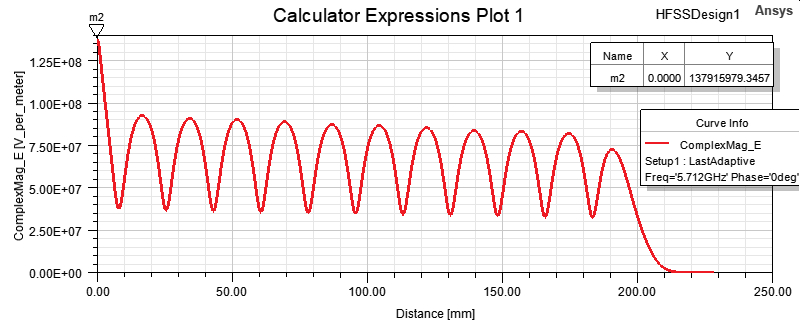 Calculator Expressions Plot 1
HFSSDesign1
Ansys
m2
Name X Y
m2 0.0000 137915979.3457
Curve Info
ComplexMag_E
Setup1 : LastAdaptive
Freq='5.712GHz' Phase='0deg'
ComplexMag_E [V_per_meter]
1.25E+08
1.00E+08
7.50E+07
5.00E+07
2.50E+07
0.00E+00
0.00 50.00 100.00 150.00 200.00 250.00
Distance [mm]